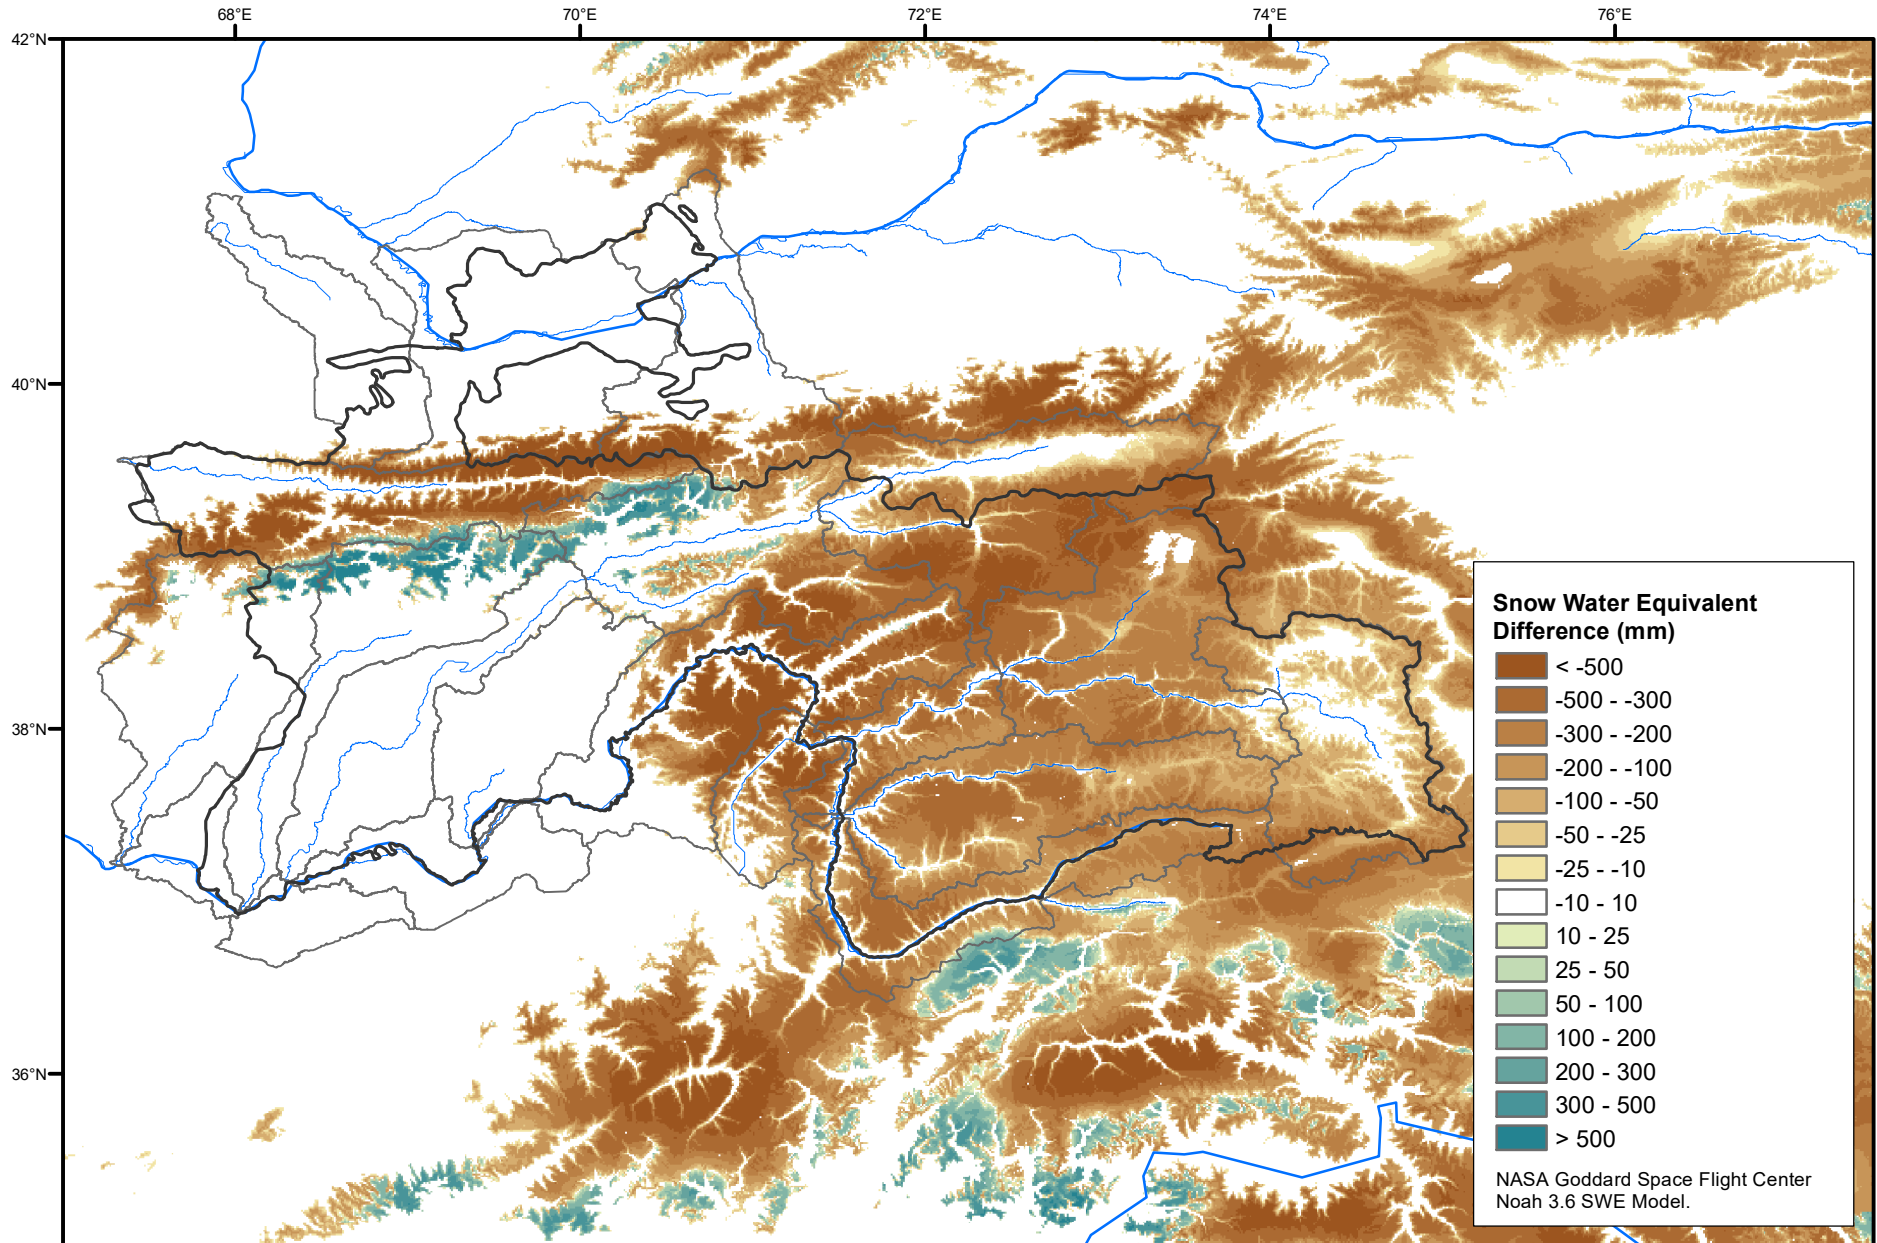 68°E
70°E
72°E
74°E
76°E
42°N
40°N
38°N
36°N
Snow Water Equivalent
Difference (mm)
< -500
-500 - -300
-300 - -200
-200 - -100
-100 - -50
-50 - -25
-25 - -10
-10 - 10
10 - 25
25 - 50
50 - 100
100 - 200
200 - 300
300 - 500
> 500
NASA Goddard Space Flight Center
Noah 3.6 SWE Model.